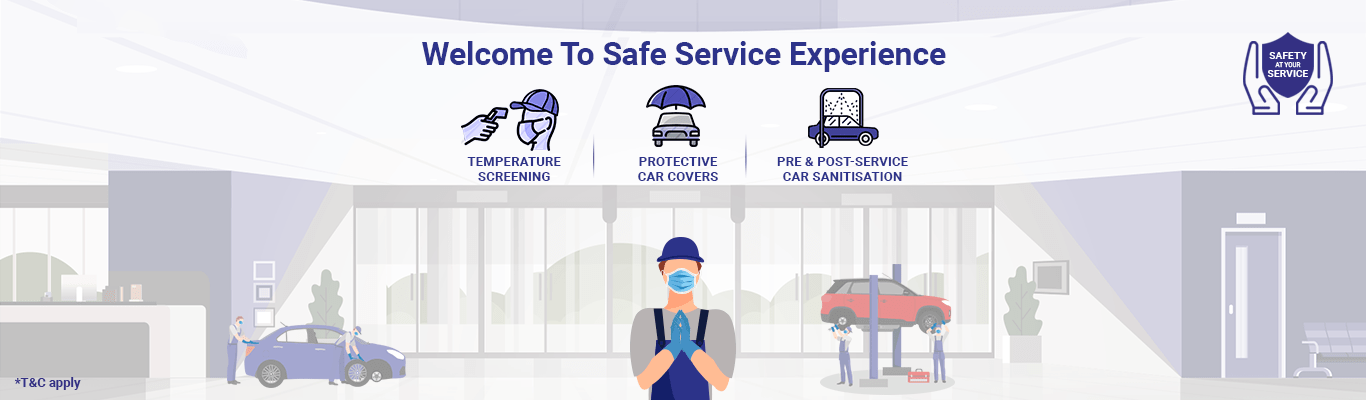 Welcome To Safe Service Experience
SAFETY
AT YOUR
SERVICE
TEMPERATURE
SCREENING
PROTECTIVE
CAR COVERS
PRE & POST-SERVICE
CAR SANITISATION
*T&C apply